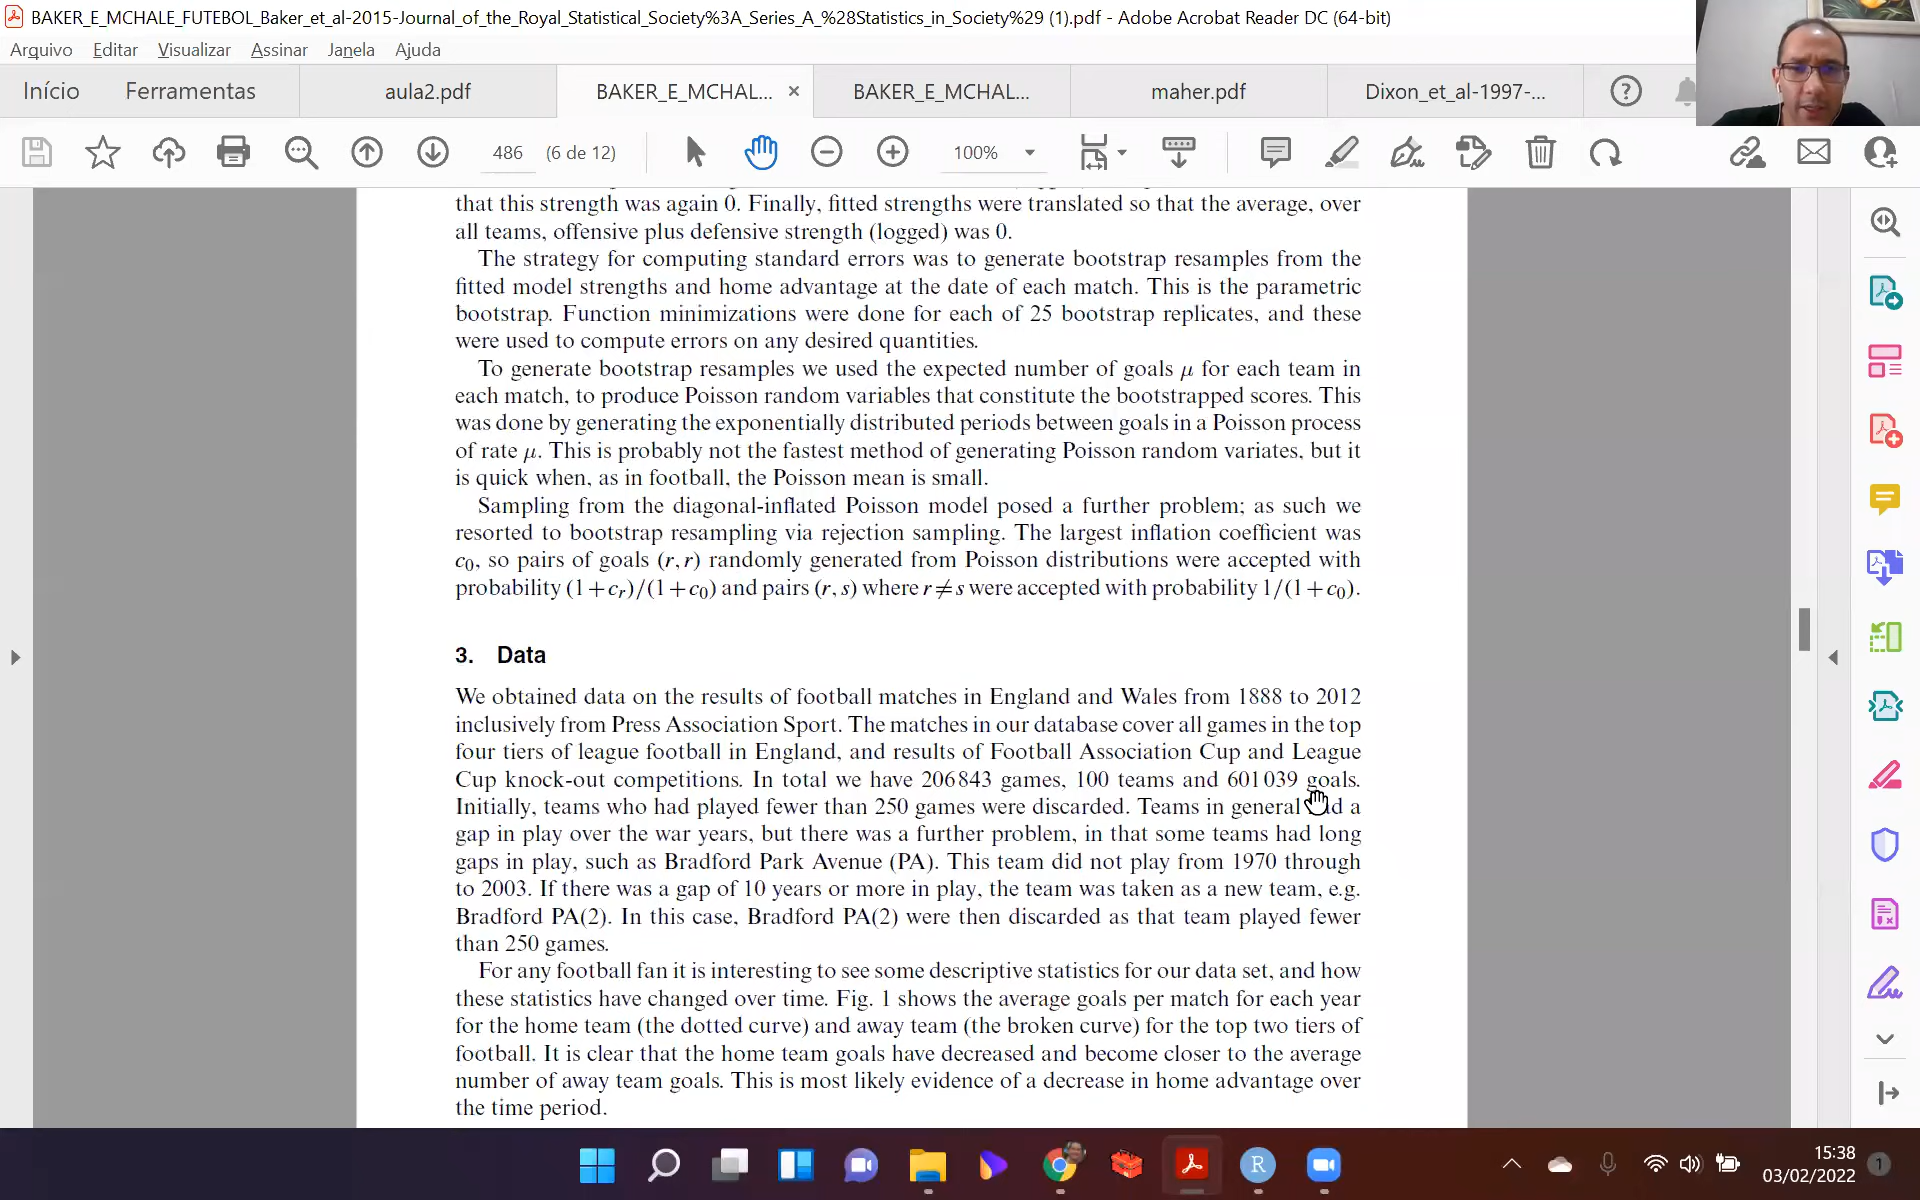 BAKER_E_MCHALE_FUTEBOL_Baker_et_al-2015-Journal_of_the_Royal_Statistical_Society%3A_Series_A_%28Statistics_in_Society%29 (1).pdf - Adobe Acrobat Reader DC (64-bit)
Arquivo Editar Visualizar Assinar Janela Ajuda
Início Ferramentas aula2.pdf BAKER_E_MCHAL... × BAKER_E_MCHAL... maher.pdf Dixon_et_al-1997-...
486 (6 de 12) 100%
that this strength was again 0. Finally, fitted strengths were translated so that the average, over
all teams, offensive plus defensive strength (logged) was 0.
The strategy for computing standard errors was to generate bootstrap resamples from the
fitted model strengths and home advantage at the date of each match. This is the parametric
bootstrap. Function minimizations were done for each of 25 bootstrap replicates, and these
were used to compute errors on any desired quantities.
To generate bootstrap resamples we used the expected number of goals μ for each team in
each match, to produce Poisson random variables that constitute the bootstrapped scores. This
was done by generating the exponentially distributed periods between goals in a Poisson process
of rate μ. This is probably not the fastest method of generating Poisson random variates, but it
is quick when, as in football, the Poisson mean is small.
Sampling from the diagonal-inflated Poisson model posed a further problem; as such we
resorted to bootstrap resampling via rejection sampling. The largest inflation coefficient was
c₀, so pairs of goals (r, r) randomly generated from Poisson distributions were accepted with
probability (1 + cᵣ)/(1 + c₀) and pairs (r, s) where r ≠ s were accepted with probability 1/(1 + c₀).
3. Data
We obtained data on the results of football matches in England and Wales from 1888 to 2012
inclusively from Press Association Sport. The matches in our database cover all games in the top
four tiers of league football in England, and results of Football Association Cup and League
Cup knock-out competitions. In total we have 206843 games, 100 teams and 601039 goals.
Initially, teams who had played fewer than 250 games were discarded. Teams in general a
gap in play over the war years, but there was a further problem, in that some teams had long
gaps in play, such as Bradford Park Avenue (PA). This team did not play from 1970 through
to 2003. If there was a gap of 10 years or more in play, the team was taken as a new team, e.g.
Bradford PA(2). In this case, Bradford PA(2) were then discarded as that team played fewer
than 250 games.
For any football fan it is interesting to see some descriptive statistics for our data set, and how
these statistics have changed over time. Fig. 1 shows the average goals per match for each year
for the home team (the dotted curve) and away team (the broken curve) for the top two tiers of
football. It is clear that the home team goals have decreased and become closer to the average
number of away team goals. This is most likely evidence of a decrease in home advantage over
the time period.
R
15:38
03/02/2022
1